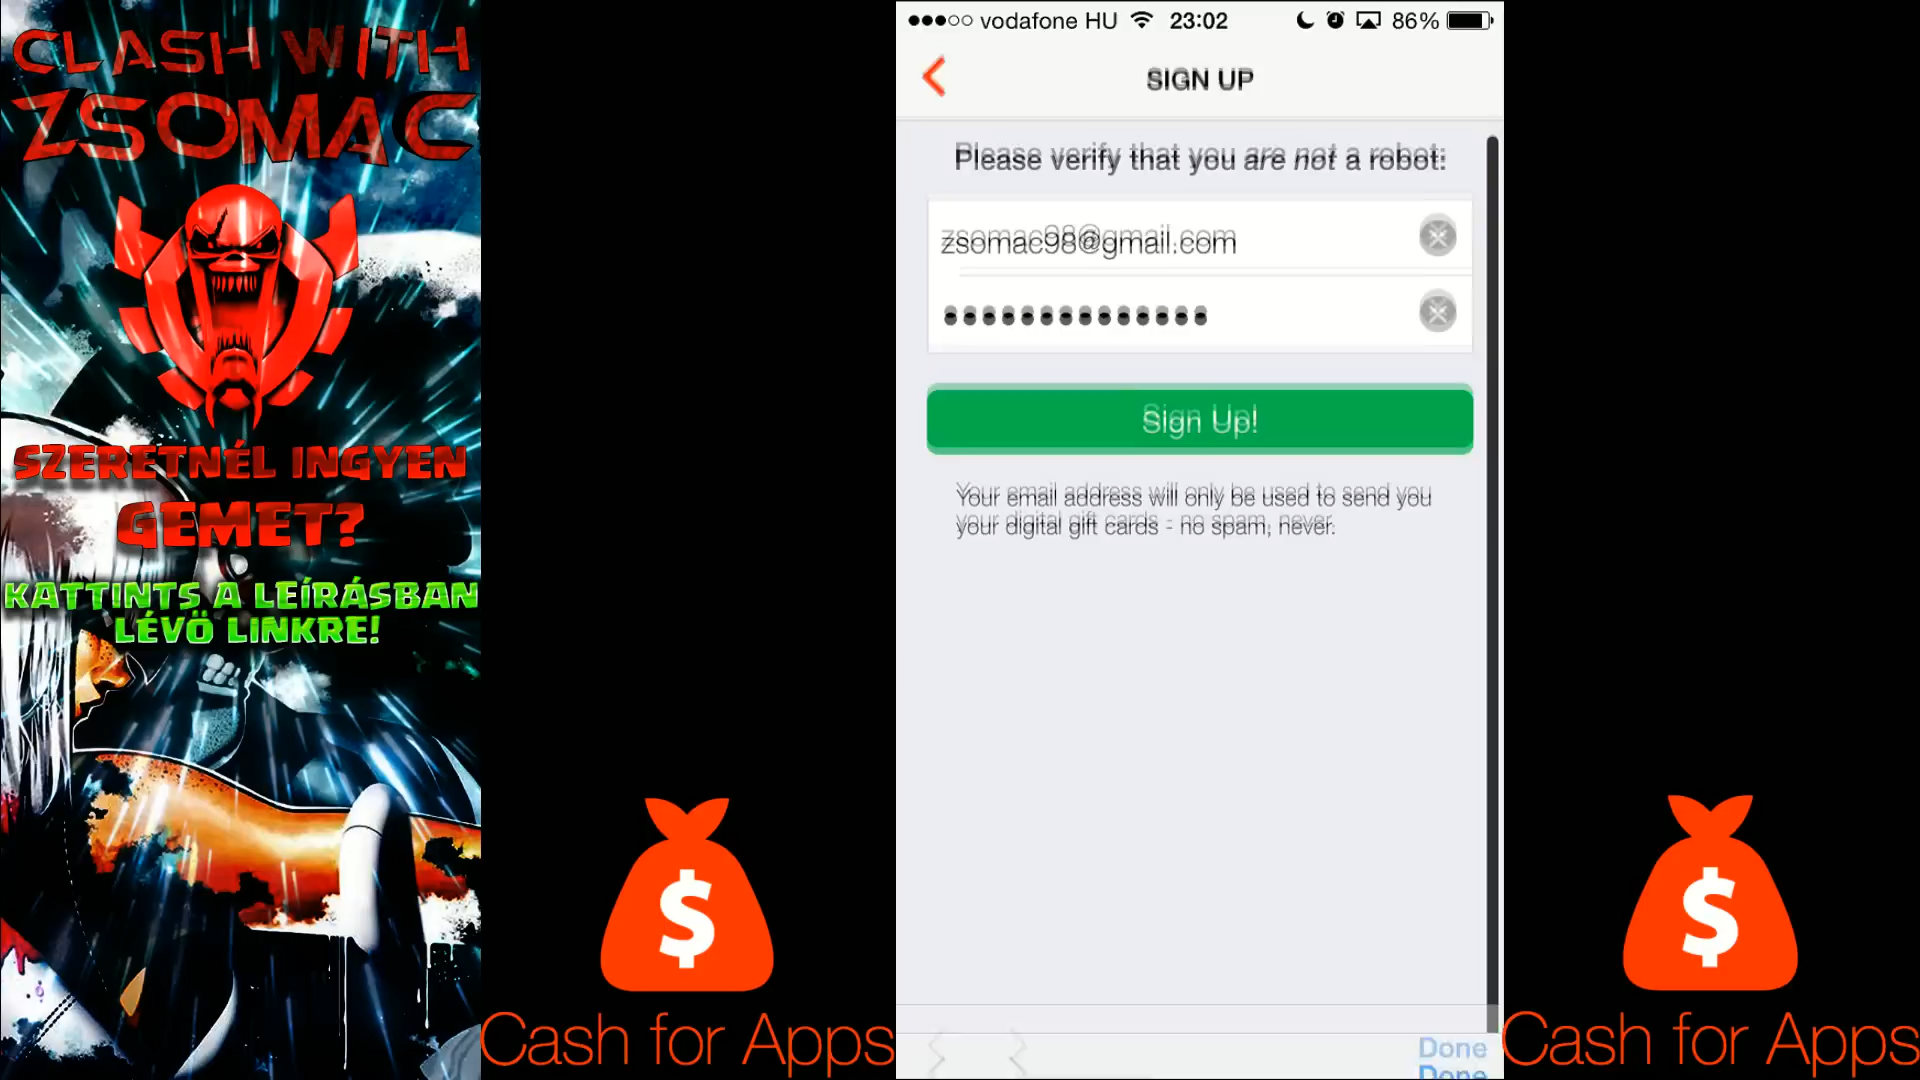 CLASH WITH
ZSOMAC
SZERETNÉL INGYEN
GEMET?
KATTINTS A LEÍRÁSBAN
LÉVŐ LINKRE!
$
Cash for Apps
vodafone HU 23:02 86%
SIGN UP
Please verify that you are not a robot:
zsomac98@gmail.com
Sign Up!
Your email address will only be used to send you
your digital gift cards - no spam, never.
Done
Done
$
Cash for Apps